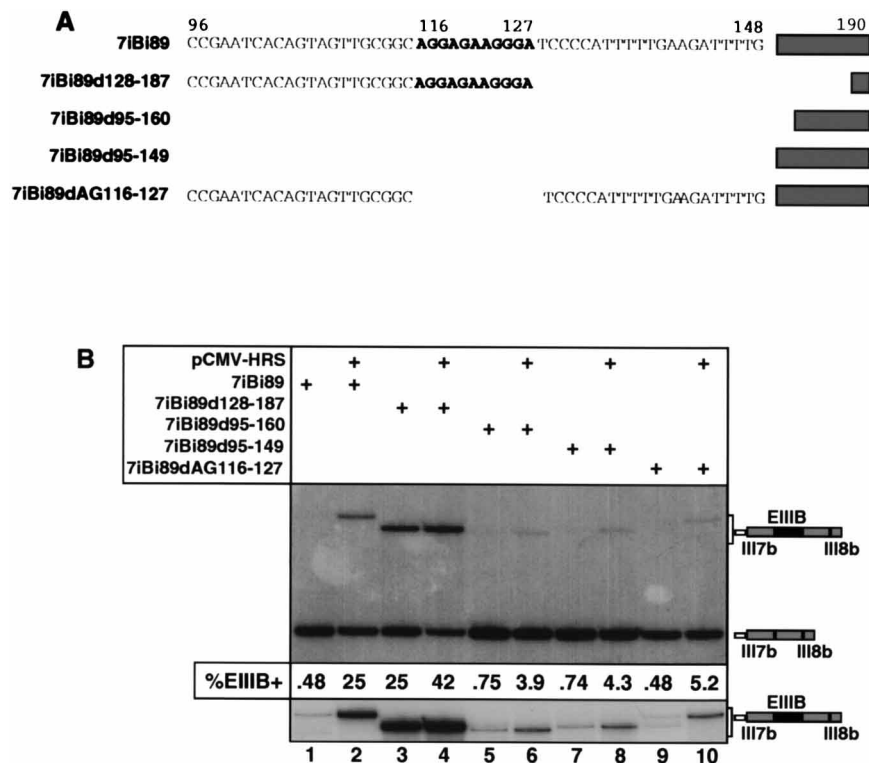 A
96 116 127 148 190
7iBi89 CCGAATCACAGTAGTTGCGGC AGGAGAAGGGA TCCCCATTTTTGAAGATTTTG
7iBi89d128-187 CCGAATCACAGTAGTTGCGGCAGGAGAAGGGA
7iBi89d95-160
7iBi89d95-149
7iBi89dAG116-127 CCGAATCACAGTAGTTGCGGC TCCCCATTTTTGAAGATTTTG
B
pCMV-HRS + + + + +
7iBi89 + +
7iBi89d128-187 + +
7iBi89d95-160 + +
7iBi89d95-149 + +
7iBi89dAG116-127 + +
EIIIB
III7b III8b
III7b III8b
%EIIIB+ .48 25 25 42 .75 3.9 .74 4.3 .48 5.2
EIIIB
III7b III8b
1 2 3 4 5 6 7 8 9 10